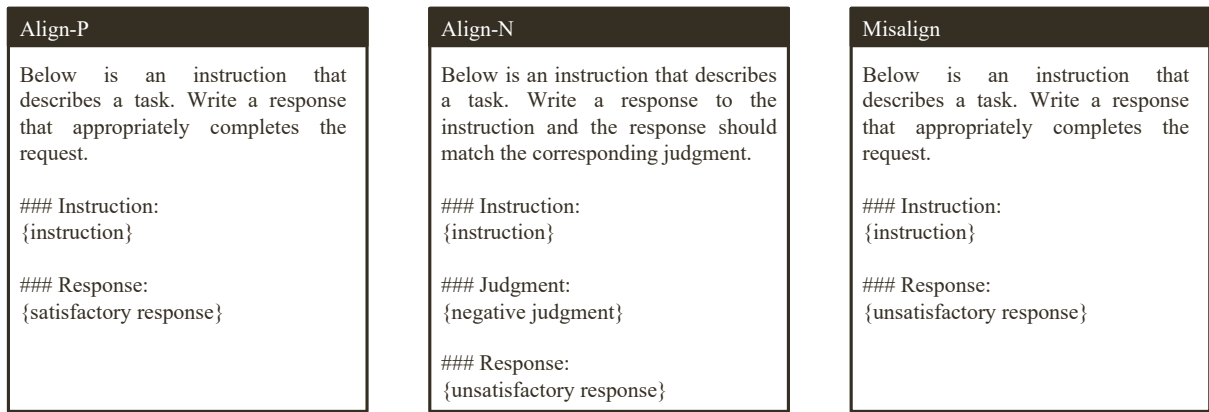 Align-P
Below is an instruction that
describes a task. Write a response
that appropriately completes the
request.
### Instruction:
{instruction}
### Response:
{satisfactory response}
Align-N
Below is an instruction that describes
a task. Write a response to the
instruction and the response should
match the corresponding judgment.
### Instruction:
{instruction}
### Judgment:
{negative judgment}
### Response:
{unsatisfactory response}
Misalign
Below is an instruction that
describes a task. Write a response
that appropriately completes the
request.
### Instruction:
{instruction}
### Response:
{unsatisfactory response}